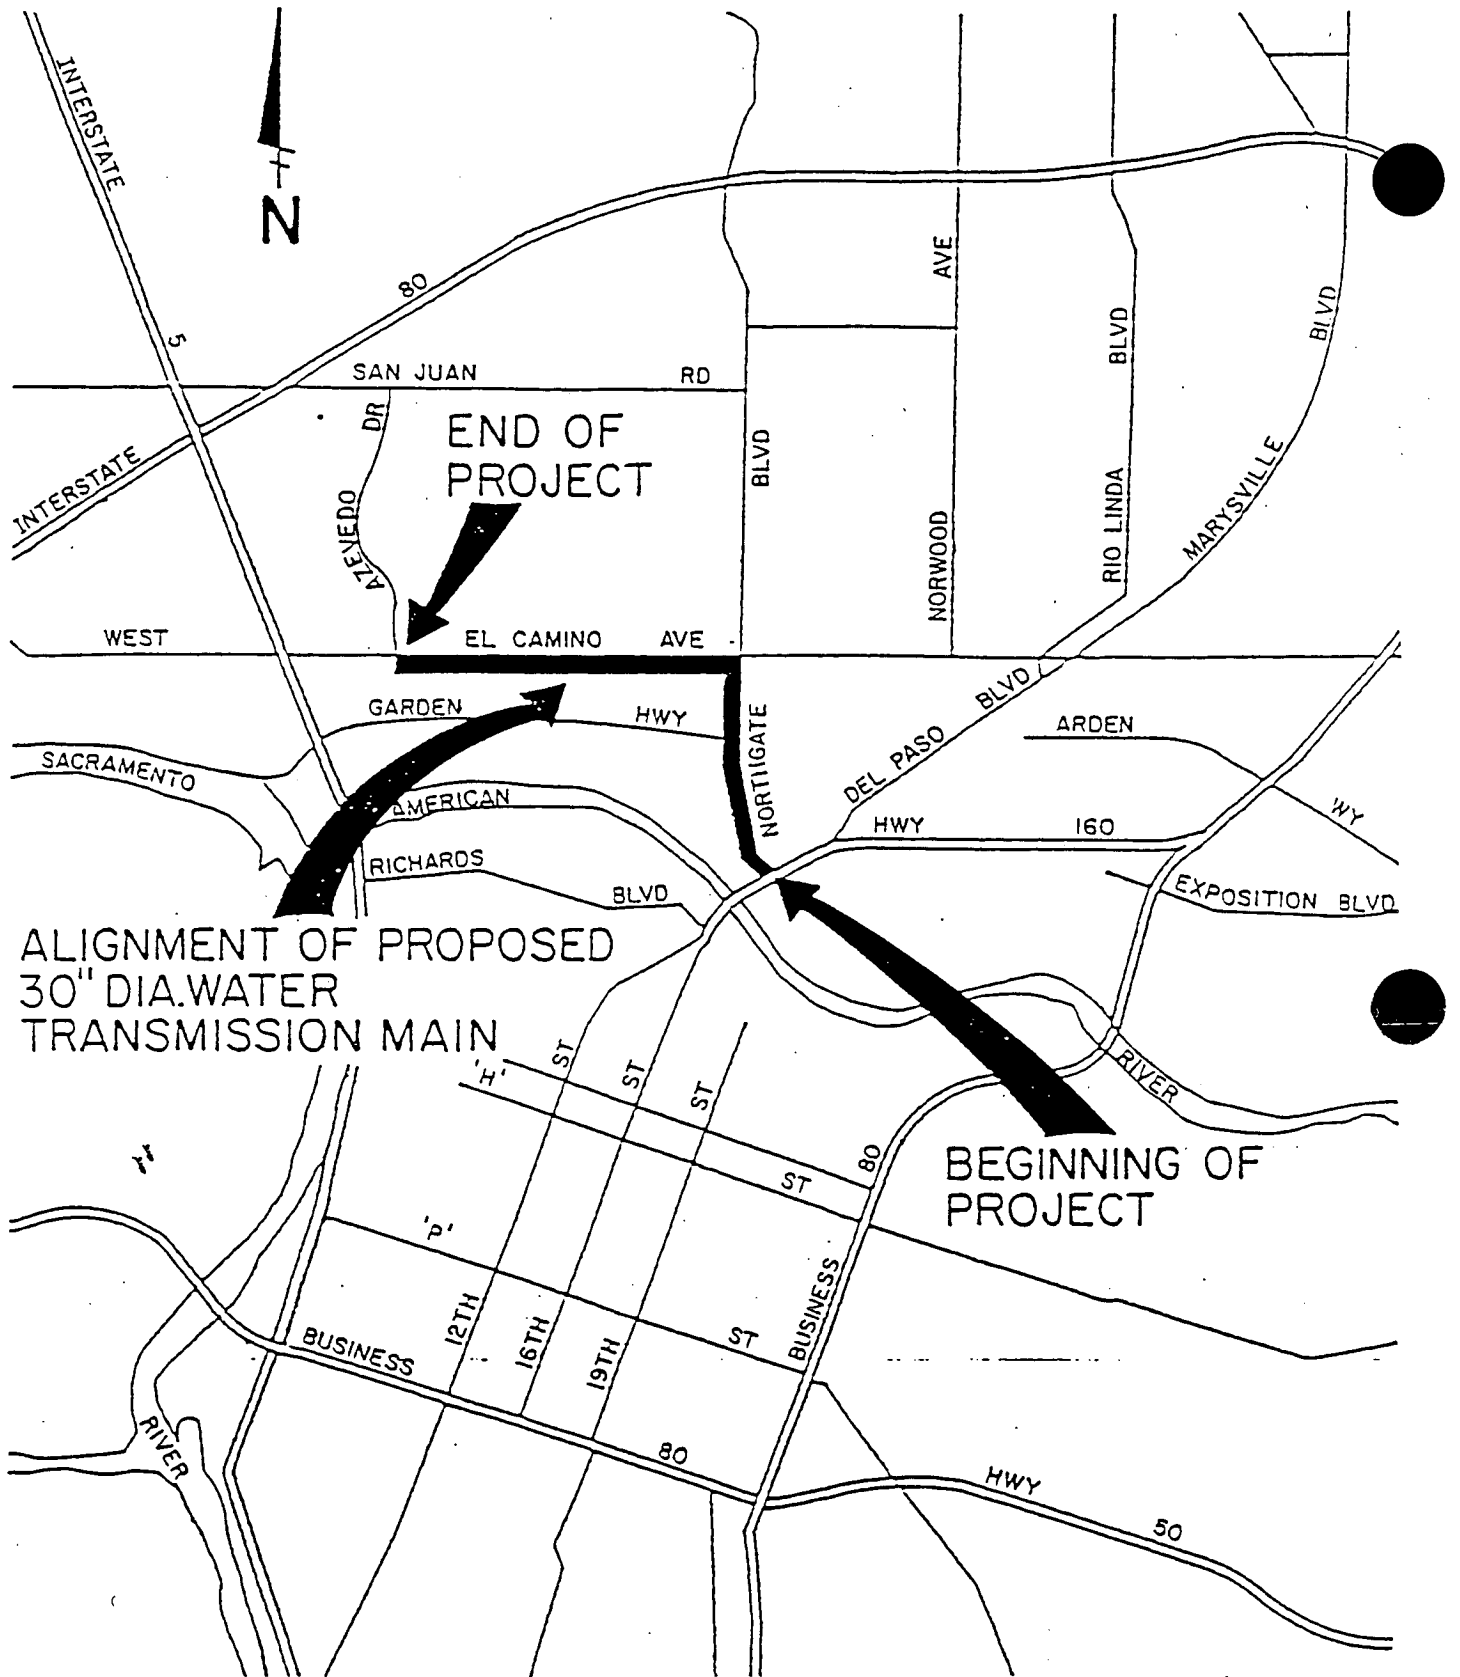 INTERSTATE
5
N
80
AVE
BLVD
BLVD
SAN JUAN RD
DR
END OF
PROJECT
BLVD
INTERSTATE
AZEVEDO
NORWOOD
RIO LINDA
MARYSVILLE
WEST
EL CAMINO AVE
GARDEN
HWY
NORTHGATE
DEL PASO BLVD
ARDEN
WY
SACRAMENTO
AMERICAN
HWY 160
RICHARDS
BLVD
EXPOSITION BLVD
ALIGNMENT OF PROPOSED
30" DIA.WATER
TRANSMISSION MAIN
ST
ST
ST
'H'
ST
RIVER
80
BEGINNING OF
PROJECT
'P'
ST
BUSINESS
12TH
16TH
19TH
BUSINESS
80
RIVER
HWY
50